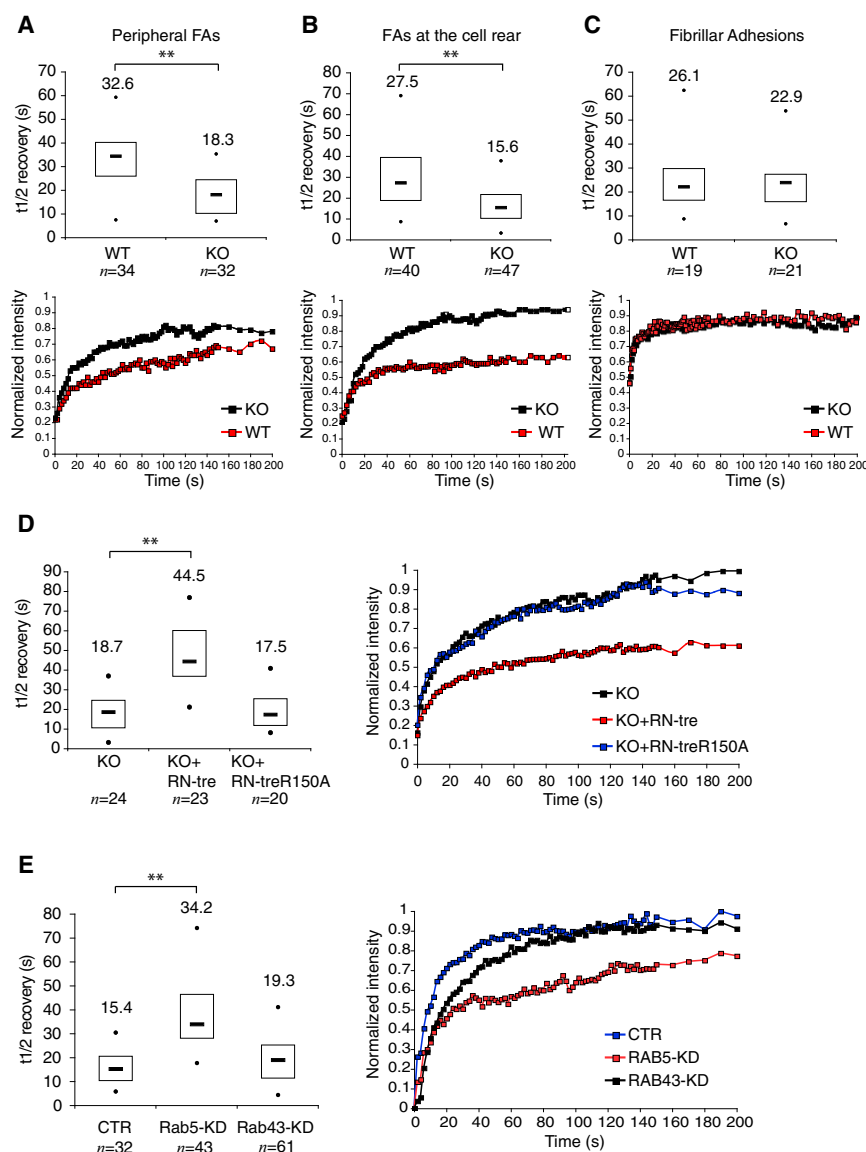 A
Peripheral FAs
**
t1/2 recovery (s)
70
60
50
40
30
20
10
0
32.6
18.3
WT
n=34
KO
n=32
Normalized intensity
1
0.9
0.8
0.7
0.6
0.5
0.4
0.3
0.2
0.1
KO
WT
0 20 40 60 80 100 120 140 160 180 200
Time (s)
B
FAs at the cell rear
**
t1/2 recovery (s)
80
70
60
50
40
30
20
10
0
27.5
15.6
WT
n=40
KO
n=47
Normalized intensity
1
0.9
0.8
0.7
0.6
0.5
0.4
0.3
0.2
0.1
KO
WT
0 20 40 60 80 100 120 140 160 180 200
Time (s)
C
Fibrillar Adhesions
t1/2 recovery (s)
70
60
50
40
30
20
10
0
26.1
22.9
WT
n=19
KO
n=21
Normalized intensity
1
0.9
0.8
0.7
0.6
0.5
0.4
0.3
0.2
0.1
KO
WT
0 20 40 60 80 100 120 140 160 180 200
Time (s)
D
**
t1/2 recovery (s)
90
80
70
60
50
40
30
20
10
0
18.7
44.5
17.5
KO
n=24
KO+
RN-tre
n=23
KO+
RN-treR150A
n=20
Normalized intensity
1
0.9
0.8
0.7
0.6
0.5
0.4
0.3
0.2
0.1
0
KO
KO+RN-tre
KO+RN-treR150A
0 20 40 60 80 100 120 140 160 180 200
Time (s)
E
**
t1/2 recovery (s)
80
70
60
50
40
30
20
10
0
15.4
34.2
19.3
CTR
n=32
Rab5-KD
n=43
Rab43-KD
n=61
Normalized intensity
1
0.9
0.8
0.7
0.6
0.5
0.4
0.3
0.2
0.1
0
CTR
RAB5-KD
RAB43-KD
0 20 40 60 80 100 120 140 160 180 200
Time (s)